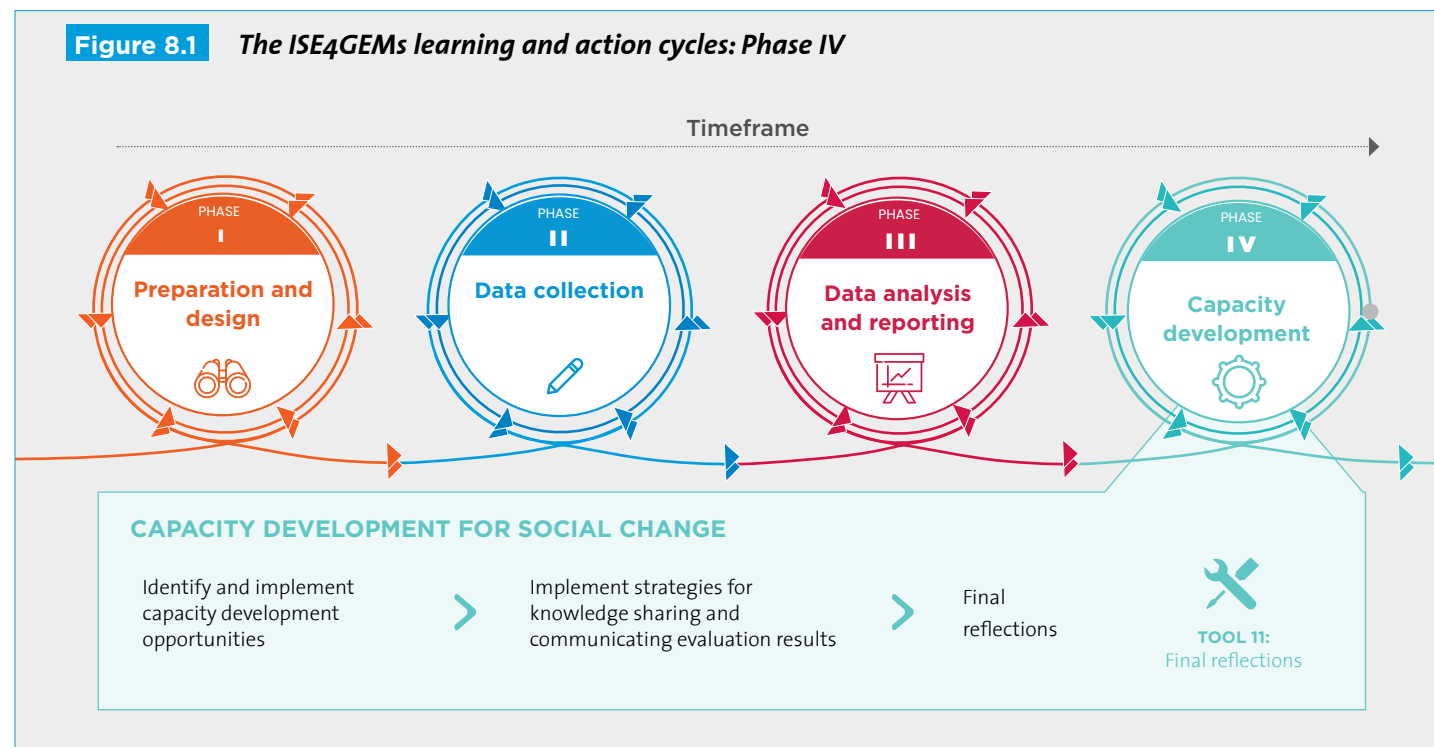 Figure 8.1 The ISE4GEMs learning and action cycles: Phase IV
Timeframe
PHASE
I
Preparation and
design
PHASE
II
Data collection
PHASE
III
Data analysis
and reporting
PHASE
IV
Capacity
development
CAPACITY DEVELOPMENT FOR SOCIAL CHANGE
Identify and implement
capacity development
opportunities
Implement strategies for
knowledge sharing and
communicating evaluation results
Final
reflections
TOOL 11:
Final reflections